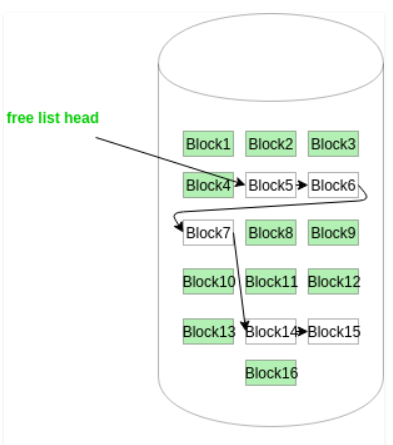 free list head
Block1 Block2 Block3
Block4 Block5 Block6
Block7 Block8 Block9
Block10 Block11 Block12
Block13 Block14 Block15
Block16